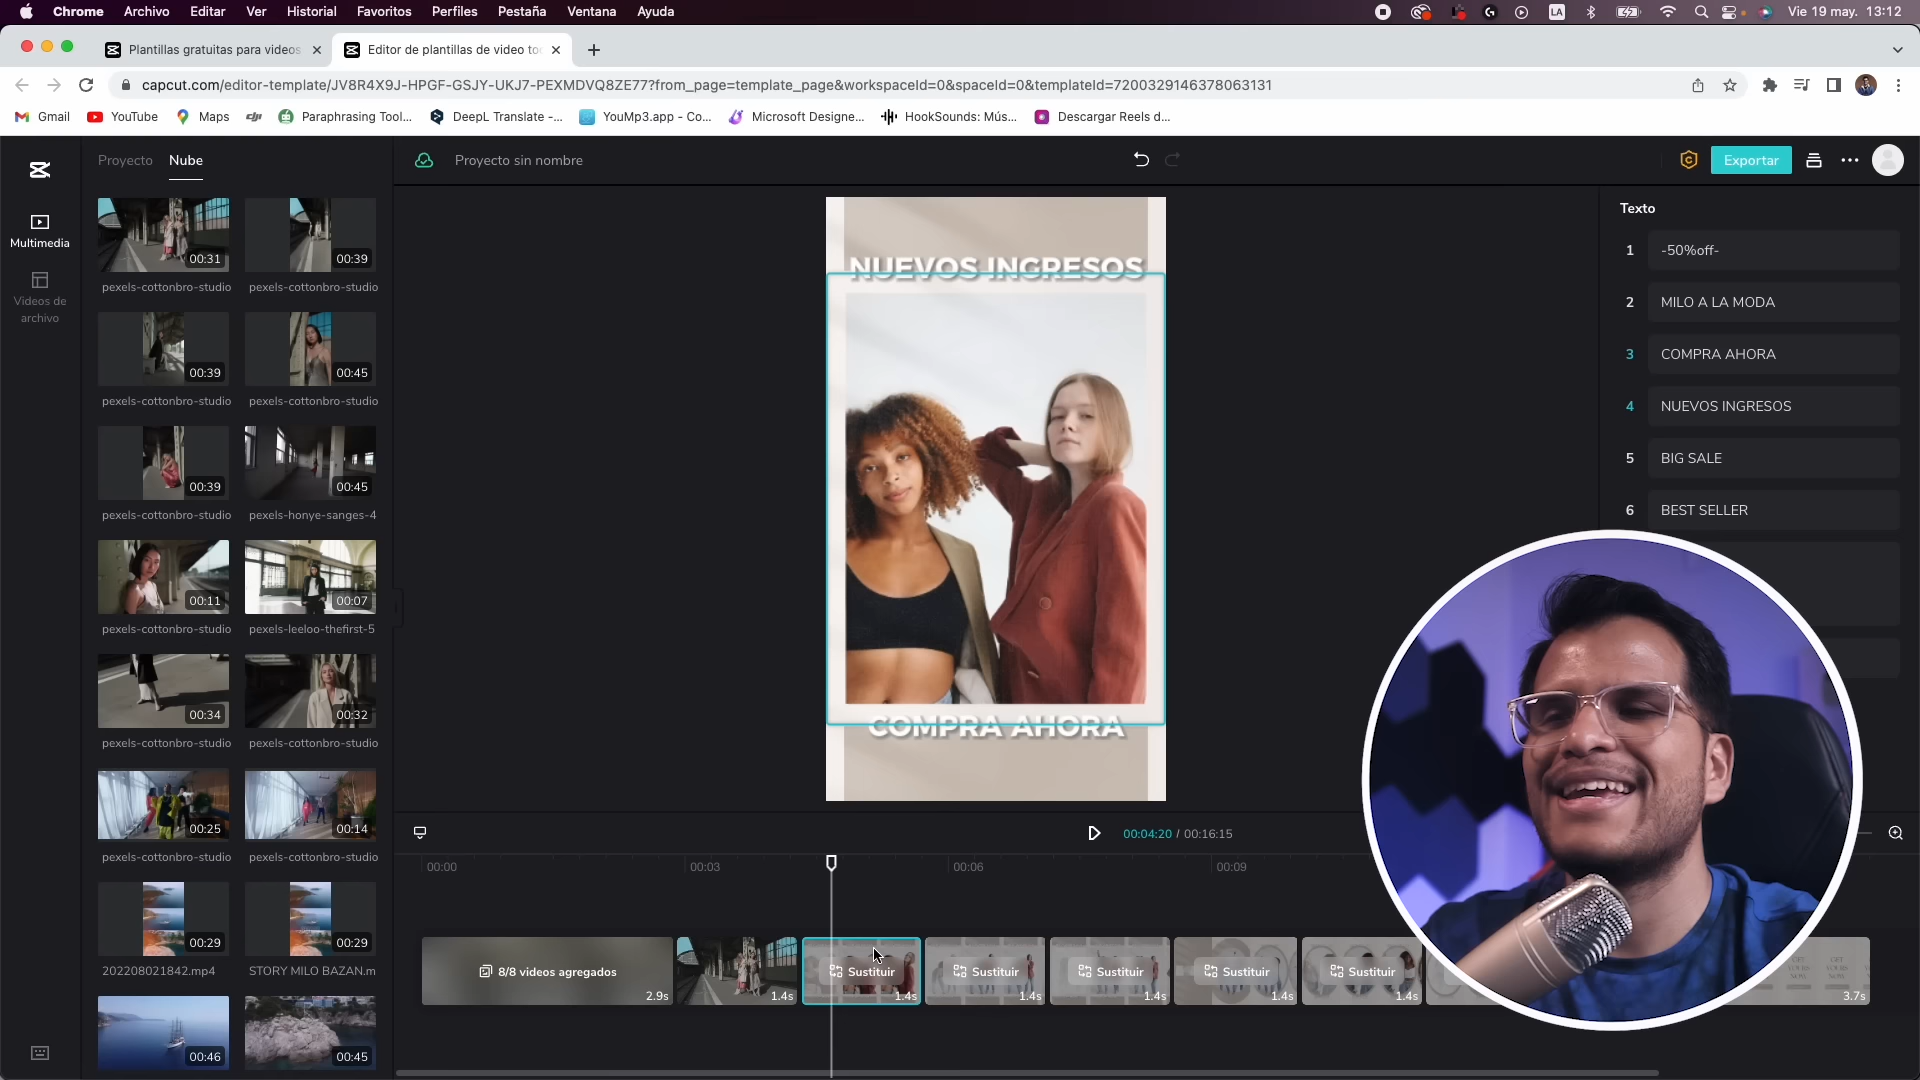 Chrome Archivo Editar Ver Historial Favoritos Perfiles Pestaña Ventana Ayuda
LA
Vie 19 may. 13:12
Plantillas gratuitas para videos
Editor de plantillas de video to
capcut.com/editor-template/JV8R4X9J-HPGF-GSJY-UKJ7-PEXMDVQ8ZE77?from_page=template_page&workspaceId=0&spaceId=0&templateId=7200329146378063131
Gmail YouTube Maps dji Paraphrasing Tool... DeepL Translate -... YouMp3.app - Co... Microsoft Designe... HookSounds: Mús... Descargar Reels d...
Proyecto Nube
Proyecto sin nombre
Exportar
Multimedia
Videos de
archivo
00:31 00:39
pexels-cottonbro-studio pexels-cottonbro-studio
00:39 00:45
pexels-cottonbro-studio pexels-cottonbro-studio
00:39 00:45
pexels-cottonbro-studio pexels-honye-sanges-4
00:11 00:07
pexels-cottonbro-studio pexels-leeloo-thefirst-5
00:34 00:32
pexels-cottonbro-studio pexels-cottonbro-studio
00:25 00:14
pexels-cottonbro-studio pexels-cottonbro-studio
00:29 00:29
202208021842.mp4 STORY MILO BAZAN.m
00:46 00:45
NUEVOS INGRESOS
COMPRA AHORA
Texto
1 -50%off-
2 MILO A LA MODA
3 COMPRA AHORA
4 NUEVOS INGRESOS
5 BIG SALE
6 BEST SELLER
00:04:20 / 00:16:15
00:00 00:03 00:06 00:09
8/8 videos agregados
2.9s
1.4s
Sustituir
1.4s
Sustituir
1.4s
Sustituir
1.4s
Sustituir
1.4s
Sustituir
1.4s
3.7s